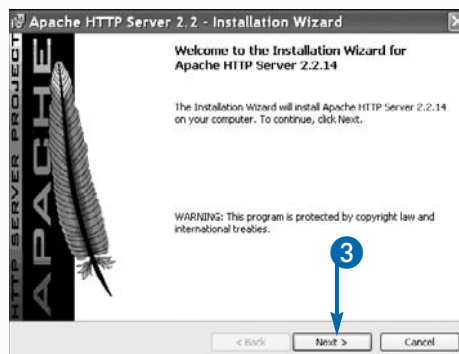 Apache HTTP Server 2.2 - Installation Wizard
Welcome to the Installation Wizard for
Apache HTTP Server 2.2.14
The Installation Wizard will install Apache HTTP Server 2.2.14
on your computer. To continue, click Next.
WARNING: This program is protected by copyright law and
international treaties.
HTTP SERVER PROJECT
APACHE
3
< Back
Next >
Cancel